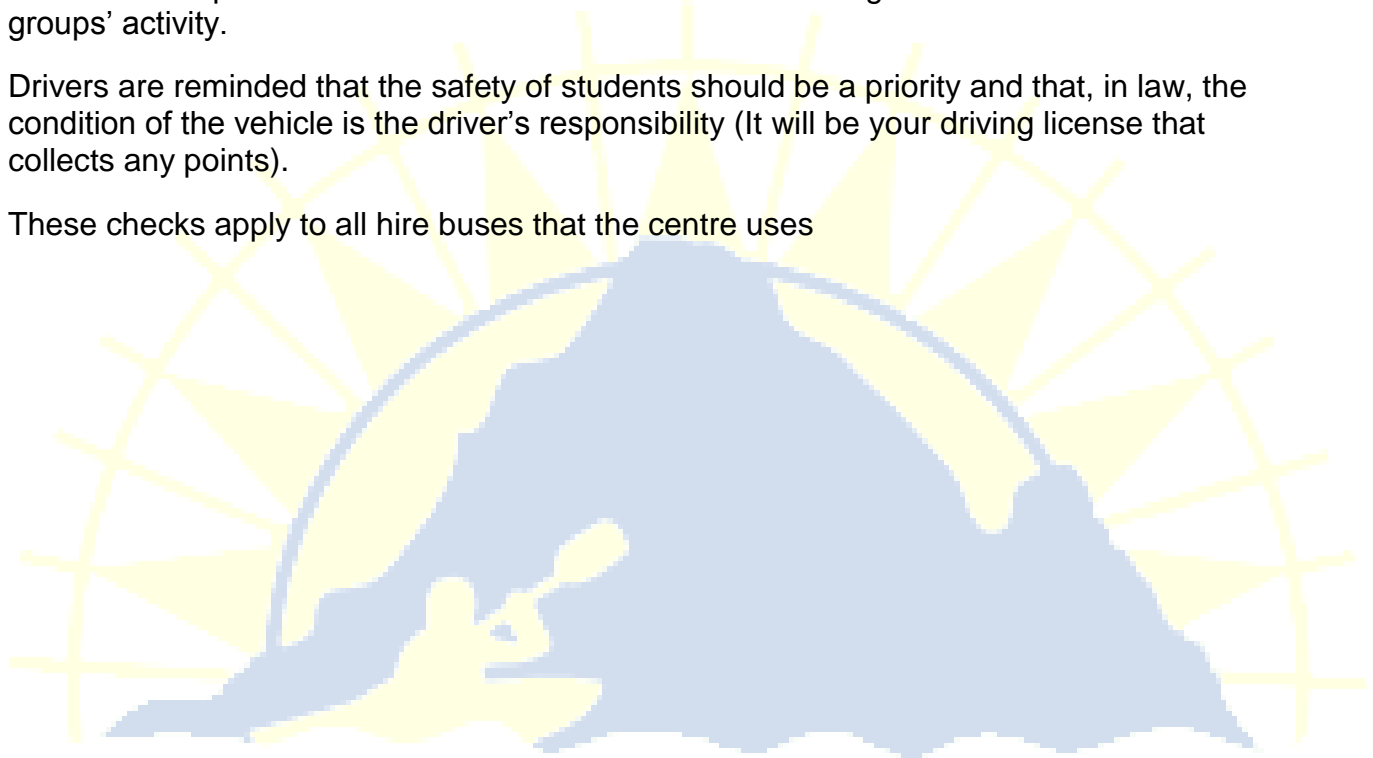 groups’ activity.
Drivers are reminded that the safety of students should be a priority and that, in law, the
condition of the vehicle is the driver’s responsibility (It will be your driving license that
collects any points).
These checks apply to all hire buses that the centre uses